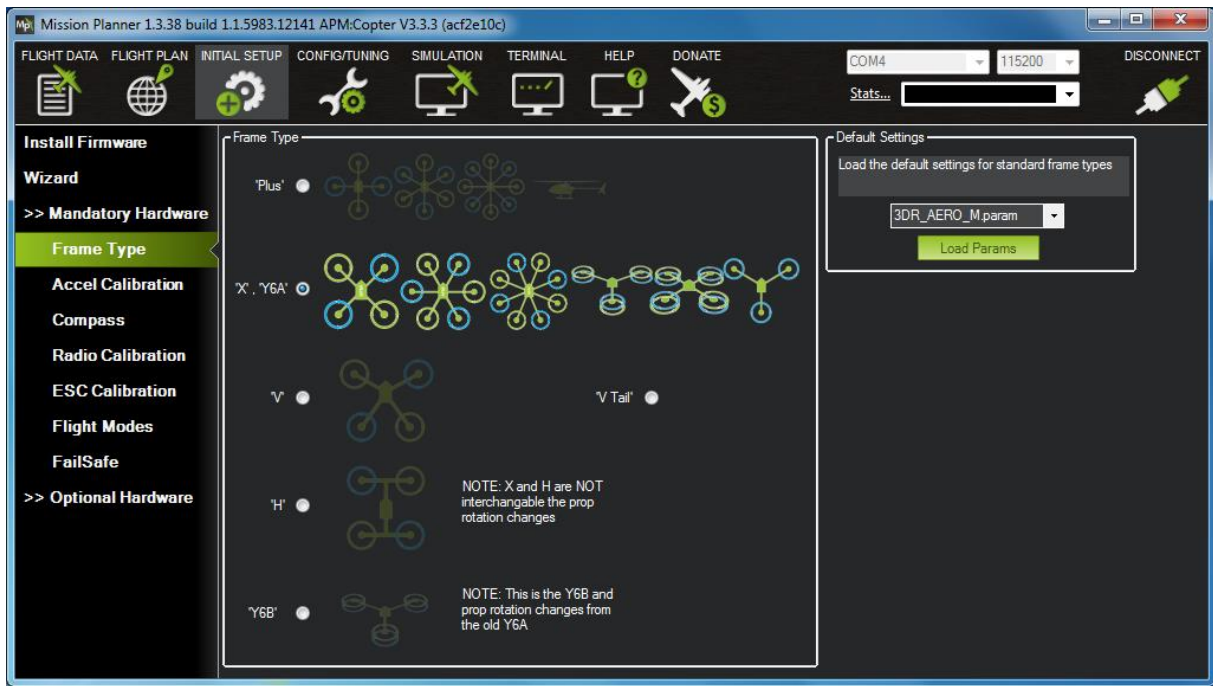 Mission Planner 1.3.38 build 1.1.5983.12141 APM:Copter V3.3.3 (acf2e10c)
FLIGHT DATA FLIGHT PLAN INITIAL SETUP CONFIG/TUNING SIMULATION TERMINAL HELP DONATE
COM4 115200 DISCONNECT
Stats...
Install Firmware
Wizard
>> Mandatory Hardware
Frame Type
Accel Calibration
Compass
Radio Calibration
ESC Calibration
Flight Modes
FailSafe
>> Optional Hardware
Frame Type
'Plus'
'X', 'Y6A'
'V'
'V Tail'
'H'
NOTE: X and H are NOT
interchangable the prop
rotation changes
'Y6B'
NOTE: This is the Y6B and
prop rotation changes from
the old Y6A
Default Settings
Load the default settings for standard frame types
3DR_AERO_M.param
Load Params